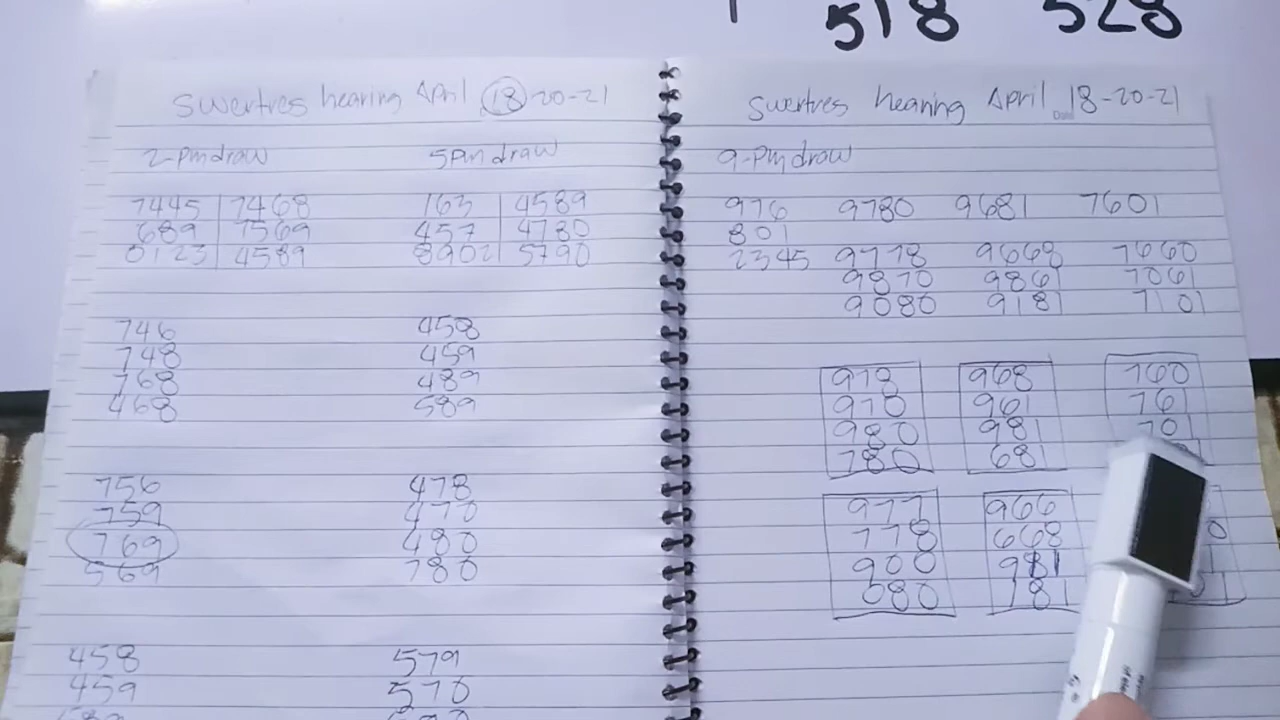 518 528
Swertres hearing April 18-20-21
2-Pm draw 5Pm draw
7445 7468 163 4589
689 7569 457 4780
0123 4589 8902 5790
746 458
748 459
768 489
468 589
756 478
759 470
769 480
569 780
458 579
459 570
Swertres hearing April 18-20-21
9-Pm draw
976 9780 9681 7601
801
2345 9778 9668 7660
9870 9861 7061
9080 9181 7101
978 968 760
970 961 761
980 981 701
780 681
977 966
778 668
900 981
080 181